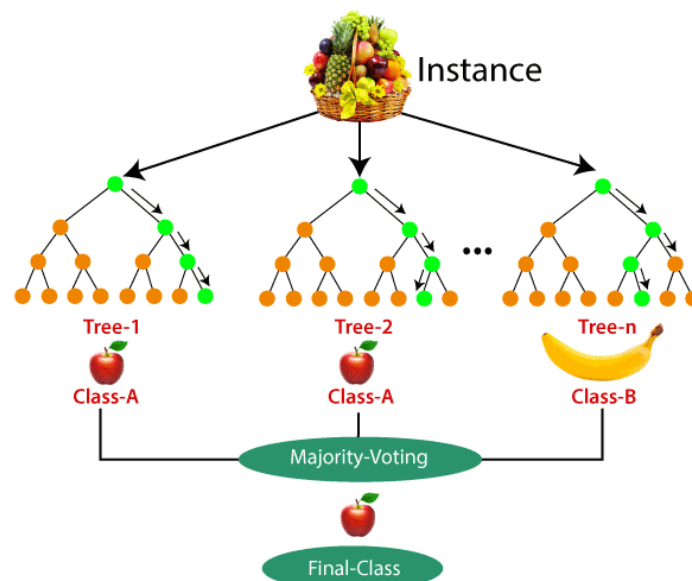 Instance
...
Tree-1
Tree-2
Tree-n
Class-A
Class-A
Class-B
Majority-Voting
Final-Class